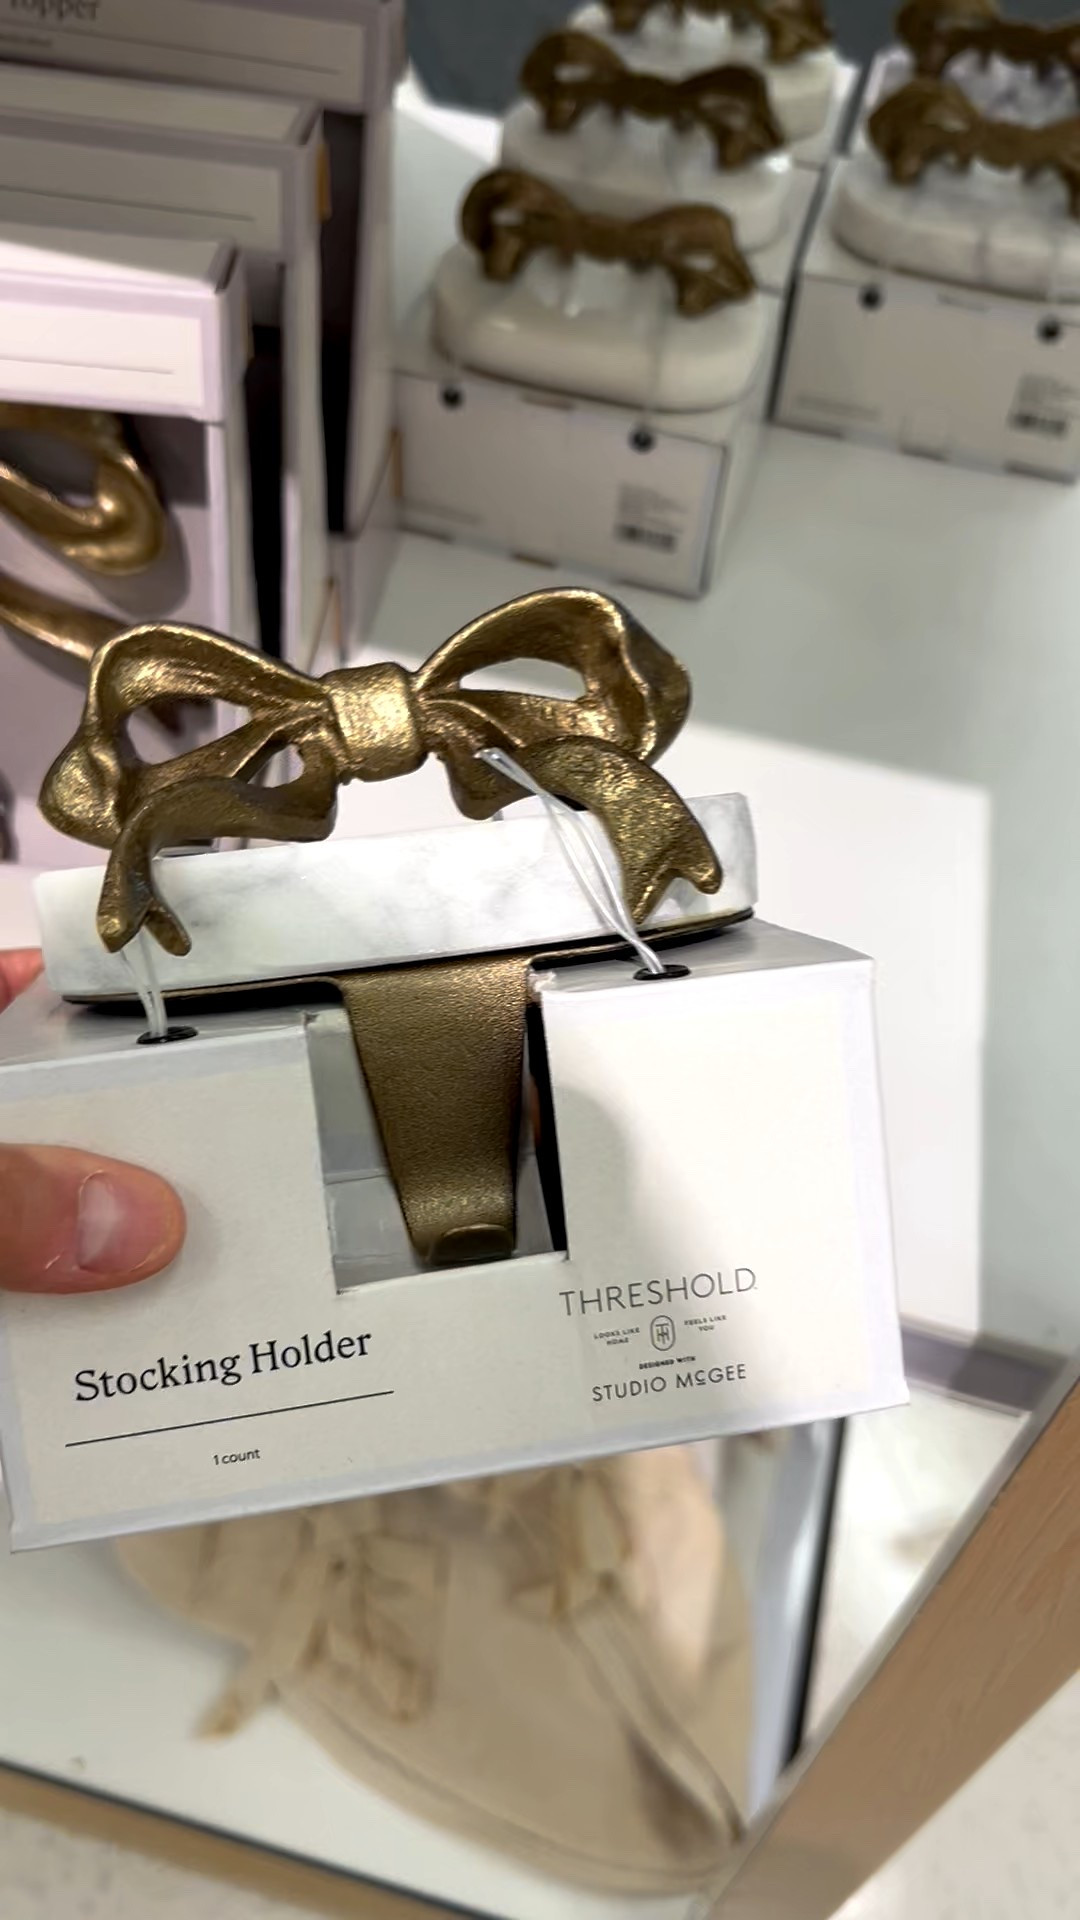 Topper
Stocking Holder
1 count
THRESHOLD
LOOKS LIKE HOME
FEELS LIKE YOU
DESIGNED WITH
STUDIO McGEE